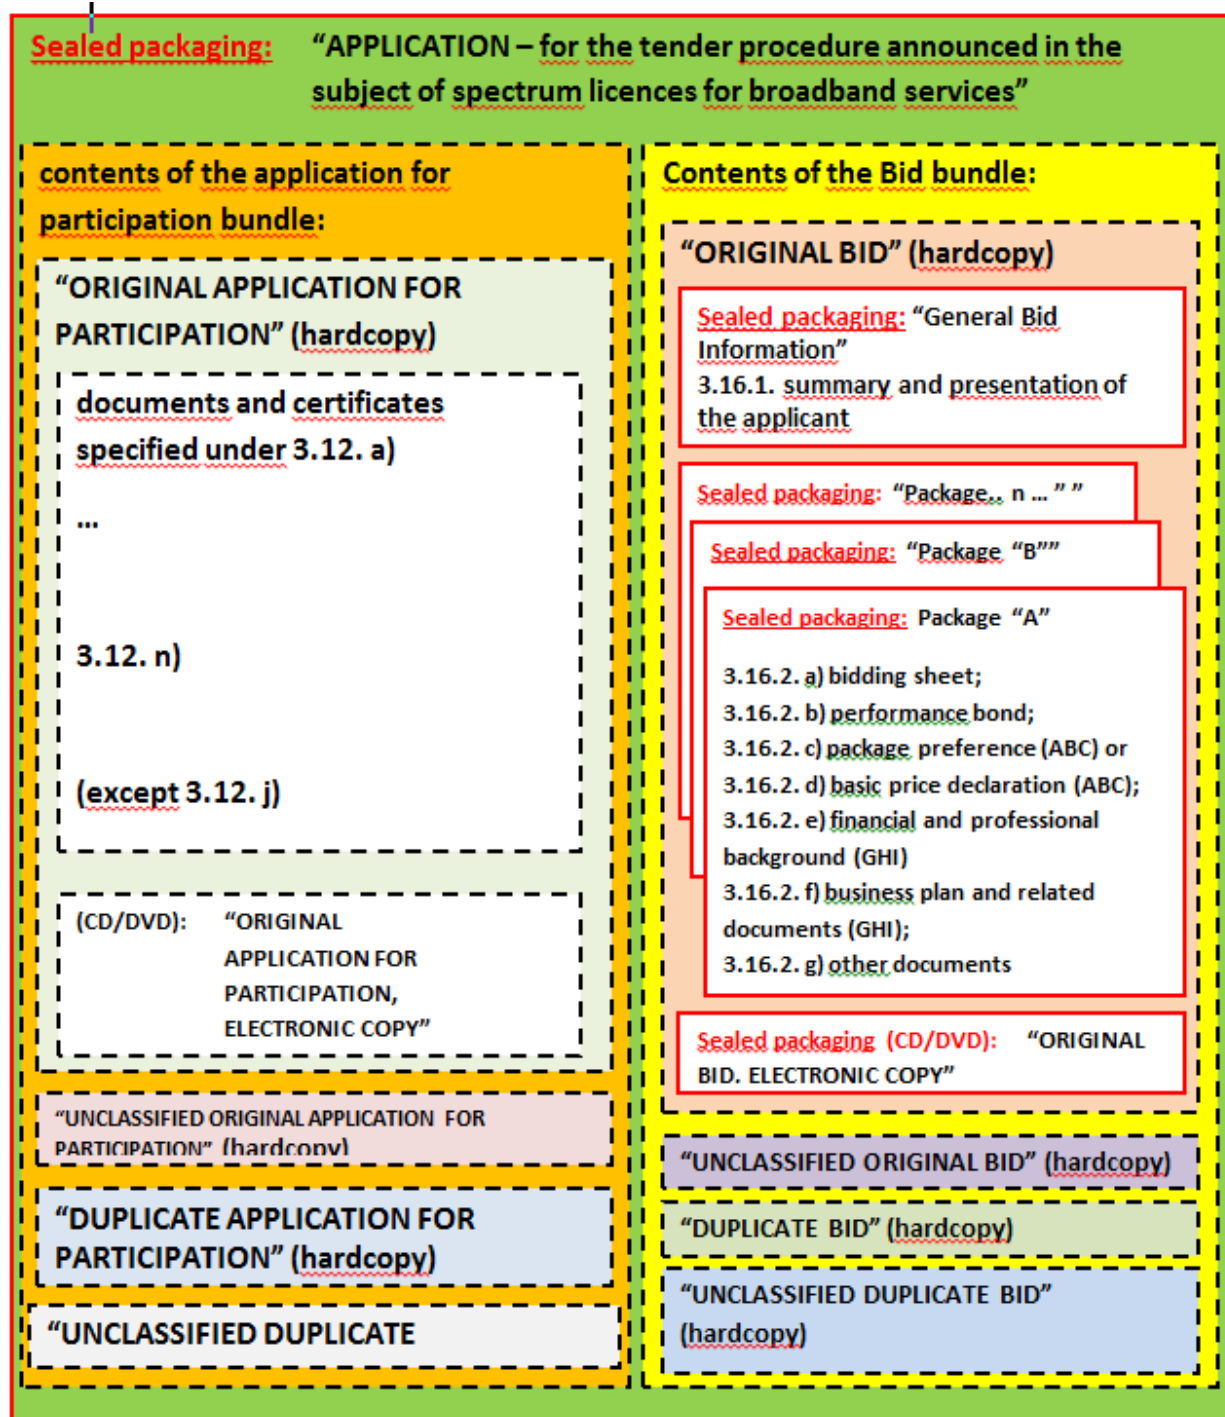 Sealed packaging: “APPLICATION – for the tender procedure announced in the
subject of spectrum licences for broadband services”
contents of the application for
participation bundle:
“ORIGINAL APPLICATION FOR
PARTICIPATION” (hardcopy)
documents and certificates
specified under 3.12. a)
...
3.12. n)
(except 3.12. j)
(CD/DVD): “ORIGINAL
APPLICATION FOR
PARTICIPATION,
ELECTRONIC COPY”
“UNCLASSIFIED ORIGINAL APPLICATION FOR
PARTICIPATION” (hardcopy)
“DUPLICATE APPLICATION FOR
PARTICIPATION” (hardcopy)
“UNCLASSIFIED DUPLICATE
Contents of the Bid bundle:
“ORIGINAL BID” (hardcopy)
Sealed packaging: “General Bid
Information”
3.16.1. summary and presentation of
the applicant
Sealed packaging: “Package.. n ... ” ”
Sealed packaging: “Package “B””
Sealed packaging: Package “A”
3.16.2. a) bidding sheet;
3.16.2. b) performance bond;
3.16.2. c) package preference (ABC) or
3.16.2. d) basic price declaration (ABC);
3.16.2. e) financial and professional
background (GHI)
3.16.2. f) business plan and related
documents (GHI);
3.16.2. g) other documents
Sealed packaging (CD/DVD): “ORIGINAL
BID. ELECTRONIC COPY”
“UNCLASSIFIED ORIGINAL BID” (hardcopy)
“DUPLICATE BID” (hardcopy)
“UNCLASSIFIED DUPLICATE BID”
(hardcopy)